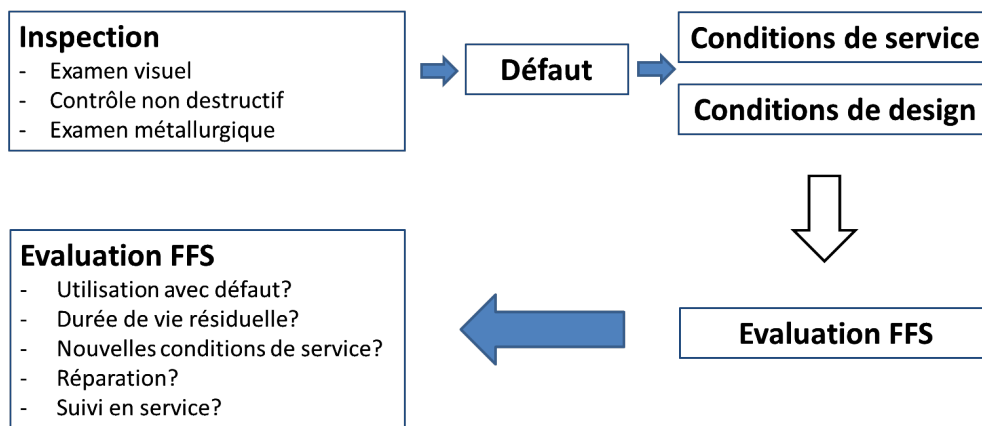 Inspection
- Examen visuel
- Contrôle non destructif
- Examen métallurgique
Défaut
Conditions de service
Conditions de design
Evaluation FFS
Evaluation FFS
- Utilisation avec défaut?
- Durée de vie résiduelle?
- Nouvelles conditions de service?
- Réparation?
- Suivi en service?